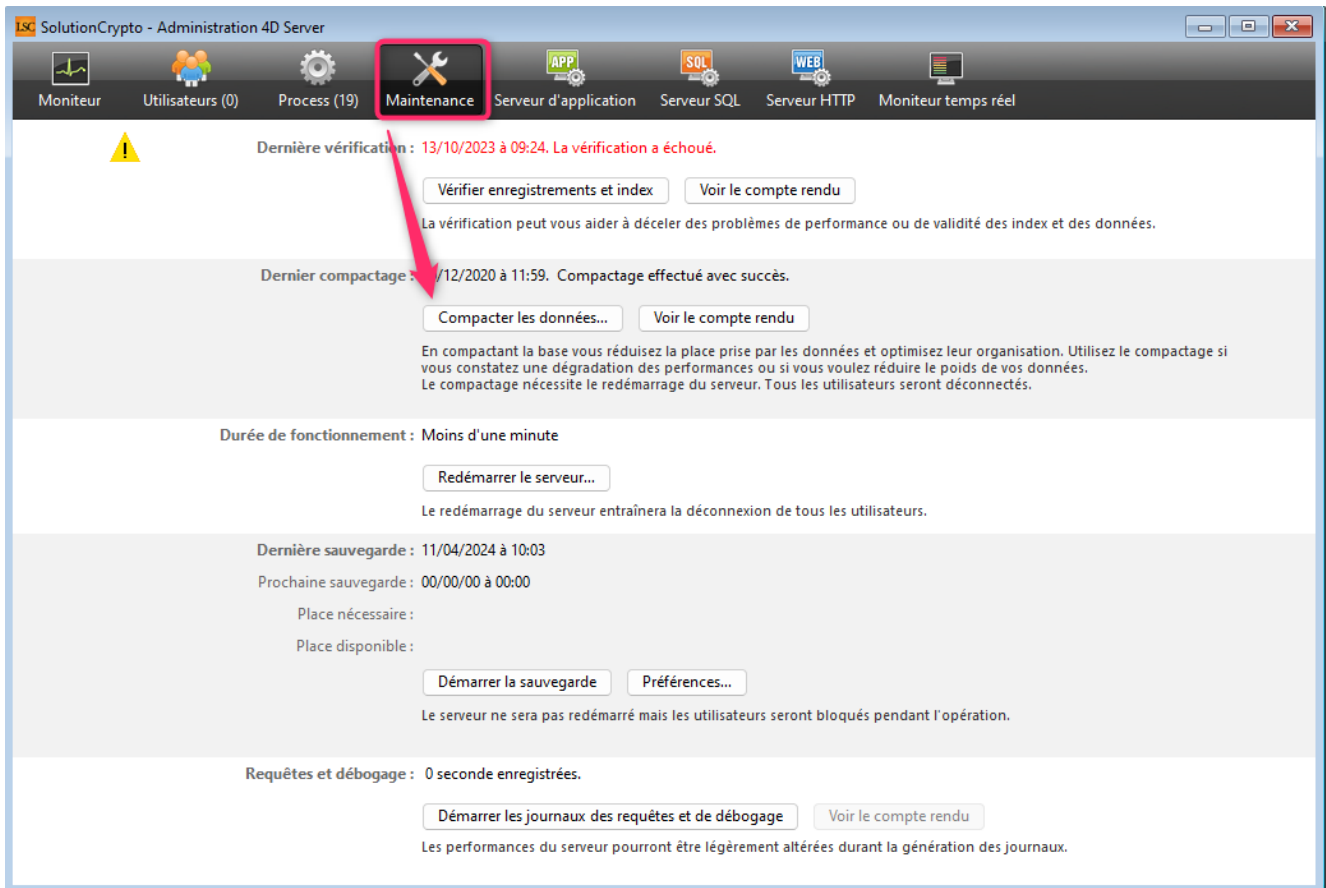 LSC SolutionCrypto - Administration 4D Server
Moniteur Utilisateurs (0) Process (19) Maintenance APP Serveur d'application SQL Serveur SQL WEB Serveur HTTP Moniteur temps réel
Dernière vérification : 13/10/2023 à 09:24. La vérification a échoué.
Vérifier enregistrements et index Voir le compte rendu
La vérification peut vous aider à déceler des problèmes de performance ou de validité des index et des données.
Dernier compactage : /12/2020 à 11:59. Compactage effectué avec succès.
Compacter les données... Voir le compte rendu
En compactant la base vous réduisez la place prise par les données et optimisez leur organisation. Utilisez le compactage si
vous constatez une dégradation des performances ou si vous voulez réduire le poids de vos données.
Le compactage nécessite le redémarrage du serveur. Tous les utilisateurs seront déconnectés.
Durée de fonctionnement : Moins d'une minute
Redémarrer le serveur...
Le redémarrage du serveur entraînera la déconnexion de tous les utilisateurs.
Dernière sauvegarde : 11/04/2024 à 10:03
Prochaine sauvegarde : 00/00/00 à 00:00
Place nécessaire :
Place disponible :
Démarrer la sauvegarde Préférences...
Le serveur ne sera pas redémarré mais les utilisateurs seront bloqués pendant l'opération.
Requêtes et débogage : 0 seconde enregistrées.
Démarrer les journaux des requêtes et de débogage Voir le compte rendu
Les performances du serveur pourront être légèrement altérées durant la génération des journaux.